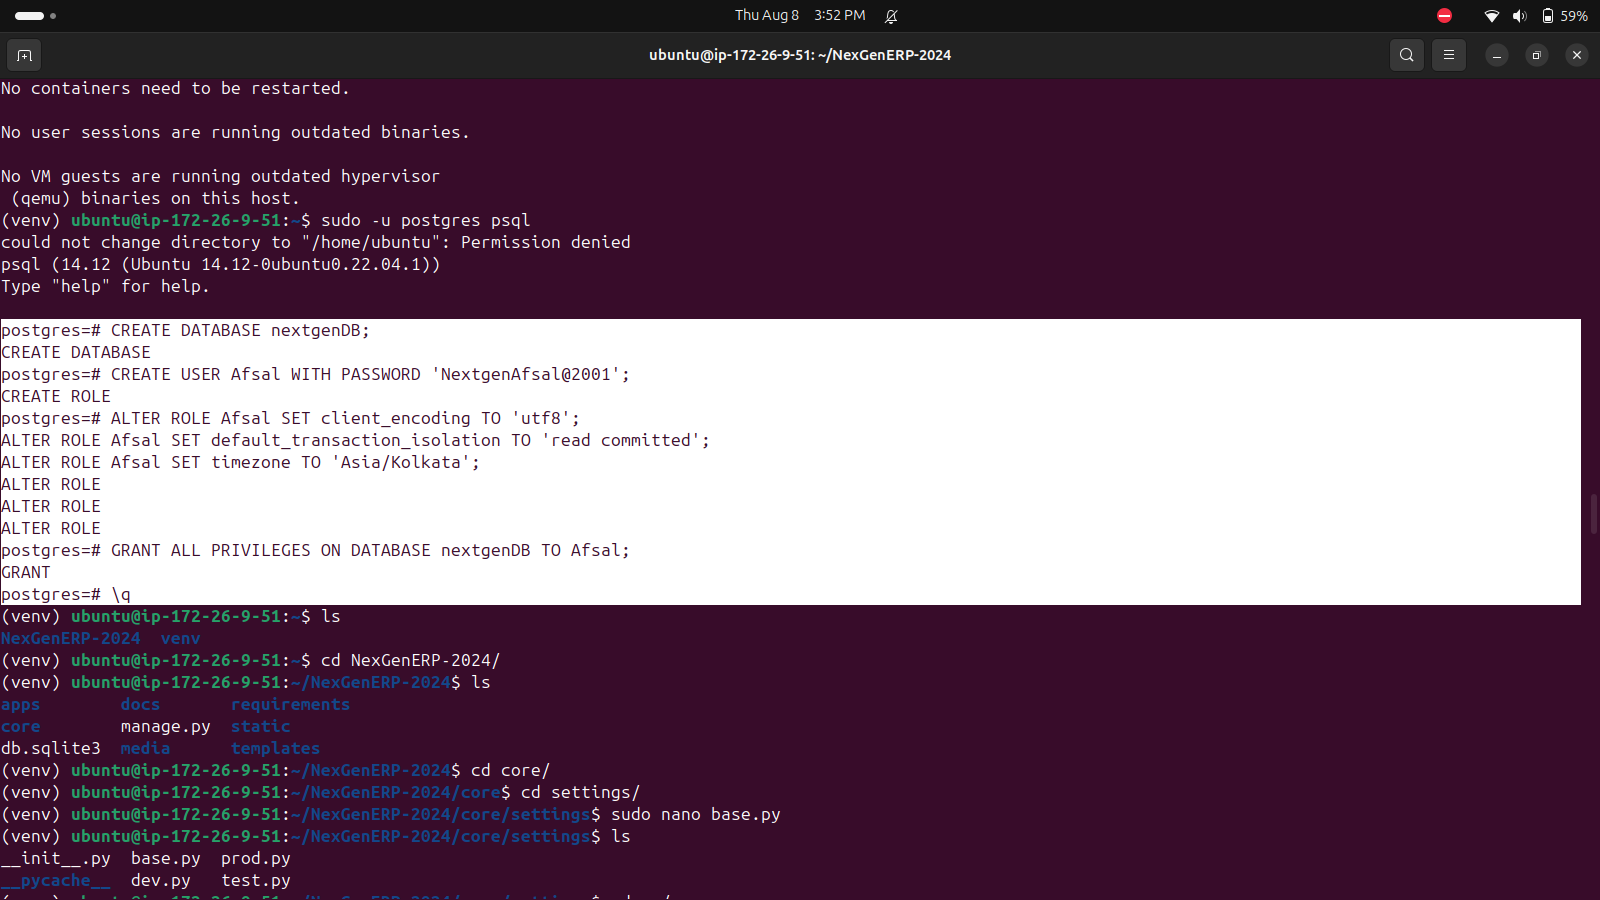 Thu Aug 8 3:52 PM
59%
ubuntu@ip-172-26-9-51: ~/NexGenERP-2024
No containers need to be restarted.
No user sessions are running outdated binaries.
No VM guests are running outdated hypervisor
(qemu) binaries on this host.
(venv) ubuntu@ip-172-26-9-51:~$ sudo -u postgres psql
could not change directory to "/home/ubuntu": Permission denied
psql (14.12 (Ubuntu 14.12-0ubuntu0.22.04.1))
Type "help" for help.
postgres=# CREATE DATABASE nextgenDB;
CREATE DATABASE
postgres=# CREATE USER Afsal WITH PASSWORD 'NextgenAfsal@2001';
CREATE ROLE
postgres=# ALTER ROLE Afsal SET client_encoding TO 'utf8';
ALTER ROLE Afsal SET default_transaction_isolation TO 'read committed';
ALTER ROLE Afsal SET timezone TO 'Asia/Kolkata';
ALTER ROLE
ALTER ROLE
ALTER ROLE
postgres=# GRANT ALL PRIVILEGES ON DATABASE nextgenDB TO Afsal;
GRANT
postgres=# \q
(venv) ubuntu@ip-172-26-9-51:~$ ls
NexGenERP-2024 venv
(venv) ubuntu@ip-172-26-9-51:~$ cd NexGenERP-2024/
(venv) ubuntu@ip-172-26-9-51:~/NexGenERP-2024$ ls
apps docs requirements
core manage.py static
db.sqlite3 media templates
(venv) ubuntu@ip-172-26-9-51:~/NexGenERP-2024$ cd core/
(venv) ubuntu@ip-172-26-9-51:~/NexGenERP-2024/core$ cd settings/
(venv) ubuntu@ip-172-26-9-51:~/NexGenERP-2024/core/settings$ sudo nano base.py
(venv) ubuntu@ip-172-26-9-51:~/NexGenERP-2024/core/settings$ ls
__init__.py base.py prod.py
__pycache__ dev.py test.py